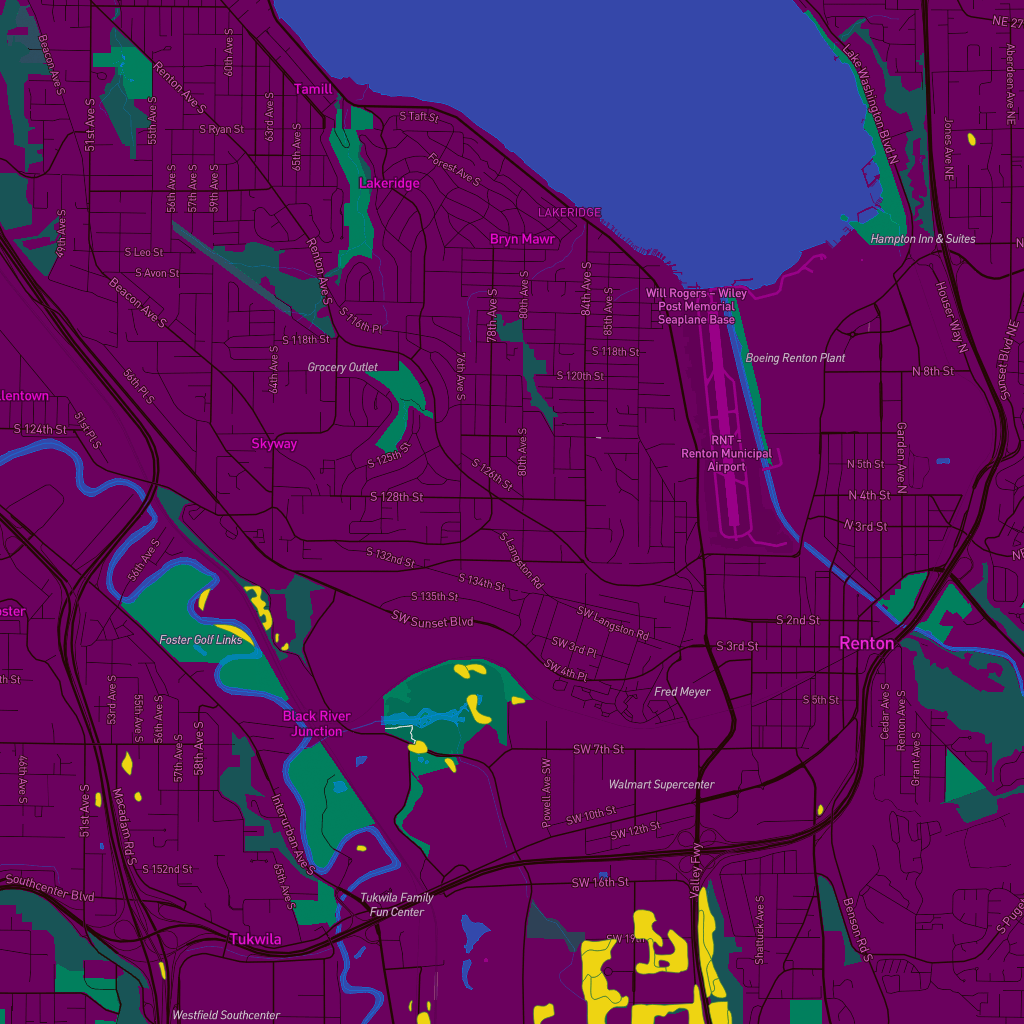 NE 27
Beacon Ave S
60th Ave S
Renton Ave S
Lake Washington Blvd N
Aberdeen Ave NE
Tamill
51st Ave S
55th Ave S
63rd Ave S
S Ryan St
65th Ave S
S Taft St
Jones Ave NE
Forest Ave S
56th Ave S
57th Ave S
59th Ave S
Lakeridge
LAKERIDGE
49th Ave S
Bryn Mawr
Hampton Inn & Suites
S Leo St
S Avon St
Renton Ave S
Beacon Ave S
78th Ave S
80th Ave S
84th Ave S
85th Ave S
Will Rogers – Wiley
Post Memorial
Seaplane Base
Houser Way N
Sunset Blvd NE
S 116th Pl
S 118th St
64th Ave S
Grocery Outlet
76th Ave S
S 118th St
S 120th St
Boeing Renton Plant
N 8th St
56th Pl S
llentown
51st Pl S
S 124th St
Skyway
S 125th St
S 126th St
80th Ave S
RNT -
Renton Municipal
Airport
Garden Ave N
N 5th St
N 4th St
N 3rd St
S 128th St
S Langston Rd
56th Ave S
S 132nd St
S 134th St
S 135th St
NE
SW Sunset Blvd
SW Langston Rd
S 2nd St
Foster Golf Links
SW 3rd Pl
S 3rd St
Renton
SW 4th Pl
Fred Meyer
S 5th St
53rd Ave S
55th Ave S
56th Ave S
57th Ave S
58th Ave S
Black River
Junction
Cedar Ave S
Renton Ave S
Grant Ave S
SW 7th St
46th Ave S
Walmart Supercenter
Powell Ave SW
51st Ave S
Macadam Rd S
Interurban Ave S
SW 10th St
SW 12th St
Valley Fwy
S 152nd St
65th Ave S
Southcenter Blvd
SW 16th St
Tukwila Family
Fun Center
Shattuck Ave S
Benson Rd S
S Puget
Tukwila
SW 19th
Westfield Southcenter